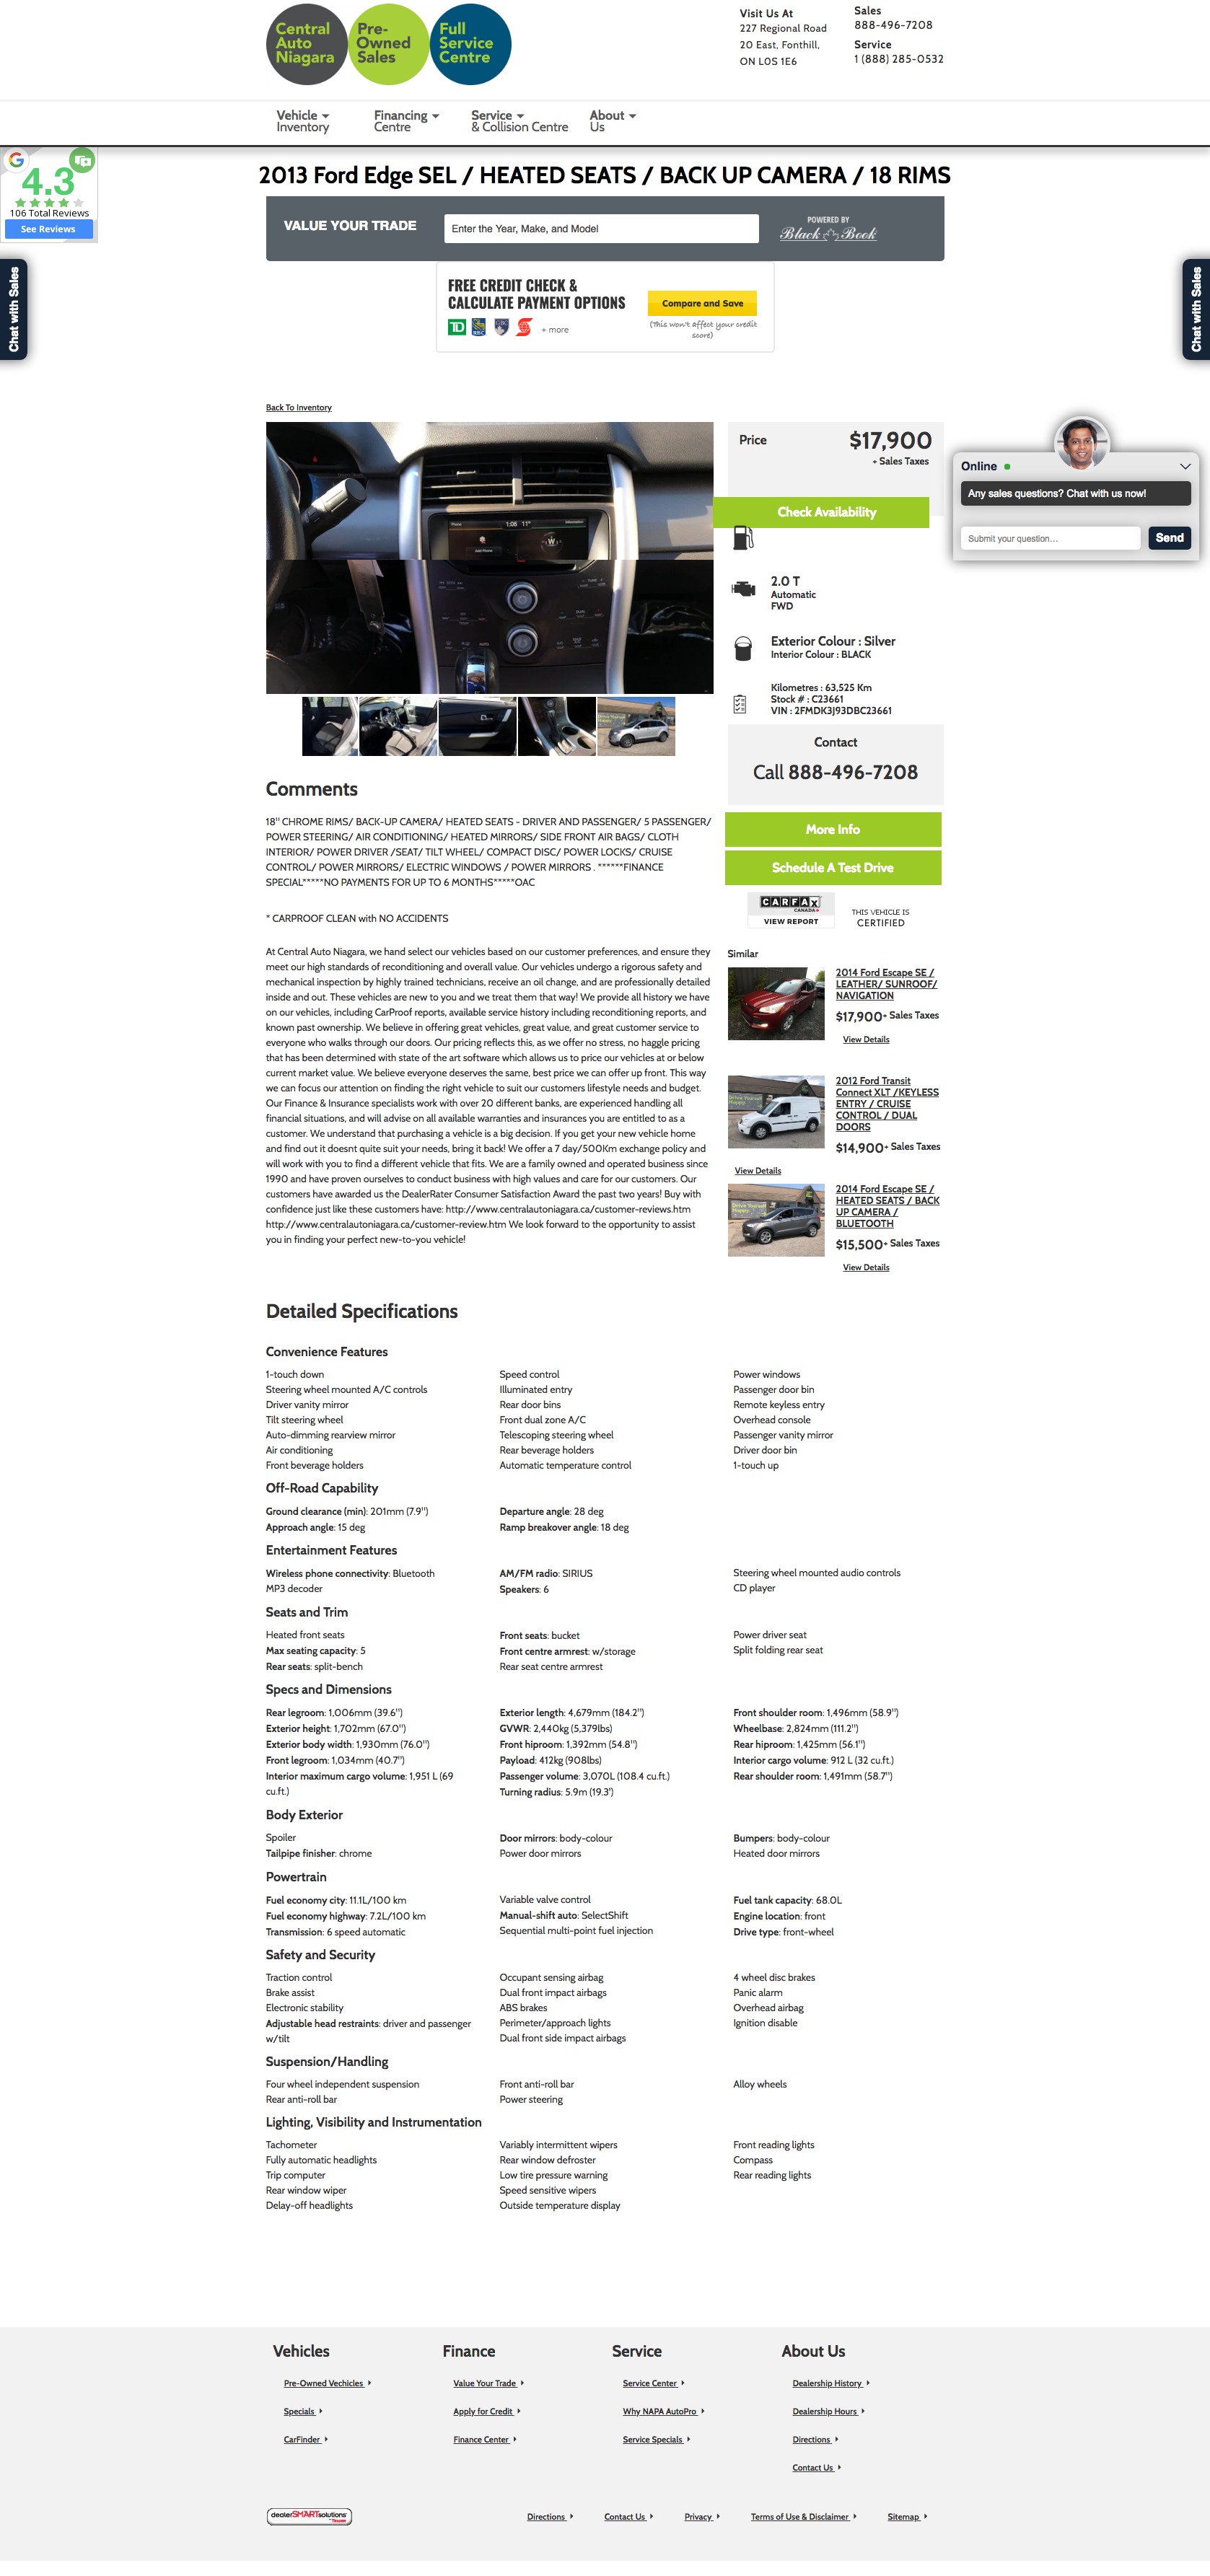 Central
Auto
Niagara
Pre-
Owned
Sales
Full
Service
Centre
Visit Us At
227 Regional Road
20 East, Fonthill,
ON L0S 1E6
Sales
888-496-7208
Service
1 (888) 285-0532
Vehicle
Inventory
Financing
Centre
Service
& Collision Centre
About
Us
G
4.3
106 Total Reviews
See Reviews
2013 Ford Edge SEL / HEATED SEATS / BACK UP CAMERA / 18 RIMS
VALUE YOUR TRADE
Enter the Year, Make, and Model
POWERED BY
Black Book
Chat with Sales
Chat with Sales
FREE CREDIT CHECK &
CALCULATE PAYMENT OPTIONS
TD
+ more
Compare and Save
(This won't affect your credit
score)
Back To Inventory
Phone
1:06
11°
Information
Add Phone
Price
$17,900
+ Sales Taxes
Check Availability
Online
Any sales questions? Chat with us now!
Submit your question...
Send
2.0 T
Automatic
FWD
Exterior Colour : Silver
Interior Colour : BLACK
Kilometres : 63,525 Km
Stock # : C23661
VIN : 2FMDK3J93DBC23661
Contact
Call 888-496-7208
More Info
Schedule A Test Drive
CARFAX
CANADA
VIEW REPORT
THIS VEHICLE IS
CERTIFIED
Comments
18" CHROME RIMS/ BACK-UP CAMERA/ HEATED SEATS - DRIVER AND PASSENGER/ 5 PASSENGER/
POWER STEERING/ AIR CONDITIONING/ HEATED MIRRORS/ SIDE FRONT AIR BAGS/ CLOTH
INTERIOR/ POWER DRIVER /SEAT/ TILT WHEEL/ COMPACT DISC/ POWER LOCKS/ CRUISE
CONTROL/ POWER MIRRORS/ ELECTRIC WINDOWS / POWER MIRRORS . ******FINANCE
SPECIAL*****NO PAYMENTS FOR UP TO 6 MONTHS*****OAC
* CARPROOF CLEAN with NO ACCIDENTS
At Central Auto Niagara, we hand select our vehicles based on our customer preferences, and ensure they
meet our high standards of reconditioning and overall value. Our vehicles undergo a rigorous safety and
mechanical inspection by highly trained technicians, receive an oil change, and are professionally detailed
inside and out. These vehicles are new to you and we treat them that way! We provide all history we have
on our vehicles, including CarProof reports, available service history including reconditioning reports, and
known past ownership. We believe in offering great vehicles, great value, and great customer service to
everyone who walks through our doors. Our pricing reflects this, as we offer no stress, no haggle pricing
that has been determined with state of the art software which allows us to price our vehicles at or below
current market value. We believe everyone deserves the same, best price we can offer up front. This way
we can focus our attention on finding the right vehicle to suit our customers lifestyle needs and budget.
Our Finance & Insurance specialists work with over 20 different banks, are experienced handling all
financial situations, and will advise on all available warranties and insurances you are entitled to as a
customer. We understand that purchasing a vehicle is a big decision. If you get your new vehicle home
and find out it doesnt quite suit your needs, bring it back! We offer a 7 day/500Km exchange policy and
will work with you to find a different vehicle that fits. We are a family owned and operated business since
1990 and have proven ourselves to conduct business with high values and care for our customers. Our
customers have awarded us the DealerRater Consumer Satisfaction Award the past two years! Buy with
confidence just like these customers have: http://www.centralautoniagara.ca/customer-reviews.htm
http://www.centralautoniagara.ca/customer-review.htm We look forward to the opportunity to assist
you in finding your perfect new-to-you vehicle!
Similar
2014 Ford Escape SE /
LEATHER/ SUNROOF/
NAVIGATION
$17,900+ Sales Taxes
View Details
2012 Ford Transit
Connect XLT /KEYLESS
ENTRY / CRUISE
CONTROL / DUAL
DOORS
$14,900+ Sales Taxes
View Details
2014 Ford Escape SE /
HEATED SEATS / BACK
UP CAMERA /
BLUETOOTH
$15,500+ Sales Taxes
View Details
Detailed Specifications
Convenience Features
1-touch down
Speed control
Power windows
Steering wheel mounted A/C controls
Illuminated entry
Passenger door bin
Driver vanity mirror
Rear door bins
Remote keyless entry
Tilt steering wheel
Front dual zone A/C
Overhead console
Auto-dimming rearview mirror
Telescoping steering wheel
Passenger vanity mirror
Air conditioning
Rear beverage holders
Driver door bin
Front beverage holders
Automatic temperature control
1-touch up
Off-Road Capability
Ground clearance (min): 201mm (7.9")
Departure angle: 28 deg
Approach angle: 15 deg
Ramp breakover angle: 18 deg
Entertainment Features
Wireless phone connectivity: Bluetooth
AM/FM radio: SIRIUS
Steering wheel mounted audio controls
MP3 decoder
Speakers: 6
CD player
Seats and Trim
Heated front seats
Front seats: bucket
Power driver seat
Max seating capacity: 5
Front centre armrest: w/storage
Split folding rear seat
Rear seats: split-bench
Rear seat centre armrest
Specs and Dimensions
Rear legroom: 1,006mm (39.6")
Exterior length: 4,679mm (184.2")
Front shoulder room: 1,496mm (58.9")
Exterior height: 1,702mm (67.0")
GVWR: 2,440kg (5,379lbs)
Wheelbase: 2,824mm (111.2")
Exterior body width: 1,930mm (76.0")
Front hiproom: 1,392mm (54.8")
Rear hiproom: 1,425mm (56.1")
Front legroom: 1,034mm (40.7")
Payload: 412kg (908lbs)
Interior cargo volume: 912 L (32 cu.ft.)
Interior maximum cargo volume: 1,951 L (69
cu.ft.)
Passenger volume: 3,070L (108.4 cu.ft.)
Rear shoulder room: 1,491mm (58.7")
Turning radius: 5.9m (19.3')
Body Exterior
Spoiler
Door mirrors: body-colour
Bumpers: body-colour
Tailpipe finisher: chrome
Power door mirrors
Heated door mirrors
Powertrain
Fuel economy city: 11.1L/100 km
Variable valve control
Fuel tank capacity: 68.0L
Fuel economy highway: 7.2L/100 km
Manual-shift auto: SelectShift
Engine location: front
Transmission: 6 speed automatic
Sequential multi-point fuel injection
Drive type: front-wheel
Safety and Security
Traction control
Occupant sensing airbag
4 wheel disc brakes
Brake assist
Dual front impact airbags
Panic alarm
Electronic stability
ABS brakes
Overhead airbag
Adjustable head restraints: driver and passenger
w/tilt
Perimeter/approach lights
Ignition disable
Dual front side impact airbags
Suspension/Handling
Four wheel independent suspension
Front anti-roll bar
Alloy wheels
Rear anti-roll bar
Power steering
Lighting, Visibility and Instrumentation
Tachometer
Variably intermittent wipers
Front reading lights
Fully automatic headlights
Rear window defroster
Compass
Trip computer
Low tire pressure warning
Rear reading lights
Rear window wiper
Speed sensitive wipers
Delay-off headlights
Outside temperature display
Vehicles
Finance
Service
About Us
Pre-Owned Vechicles
Value Your Trade
Service Center
Dealership History
Specials
Apply for Credit
Why NAPA AutoPro
Dealership Hours
CarFinder
Finance Center
Service Specials
Directions
Contact Us
dealerSMARTsolutions
Directions
Contact Us
Privacy
Terms of Use & Disclaimer
Sitemap